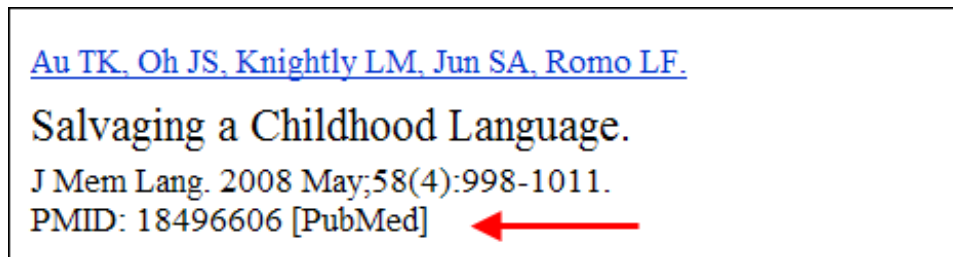 Au TK, Oh JS, Knightly LM, Jun SA, Romo LF.
Salvaging a Childhood Language.
J Mem Lang. 2008 May;58(4):998-1011.
PMID: 18496606 [PubMed]